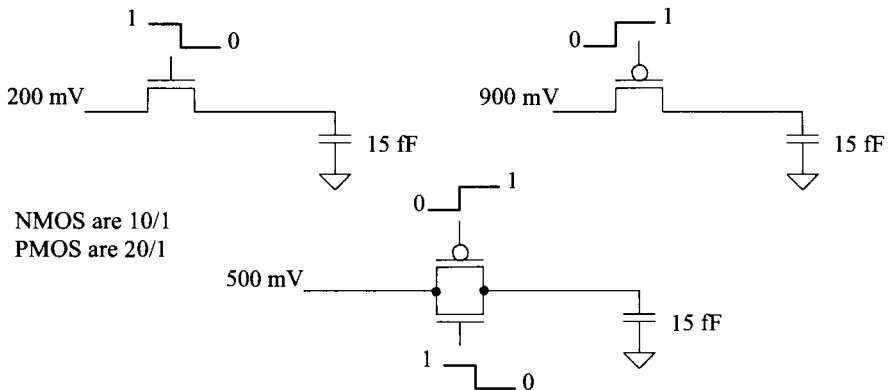 1
0
200 mV
15 fF
1
0
900 mV
15 fF
NMOS are 10/1
PMOS are 20/1
1
0
500 mV
15 fF
1
0